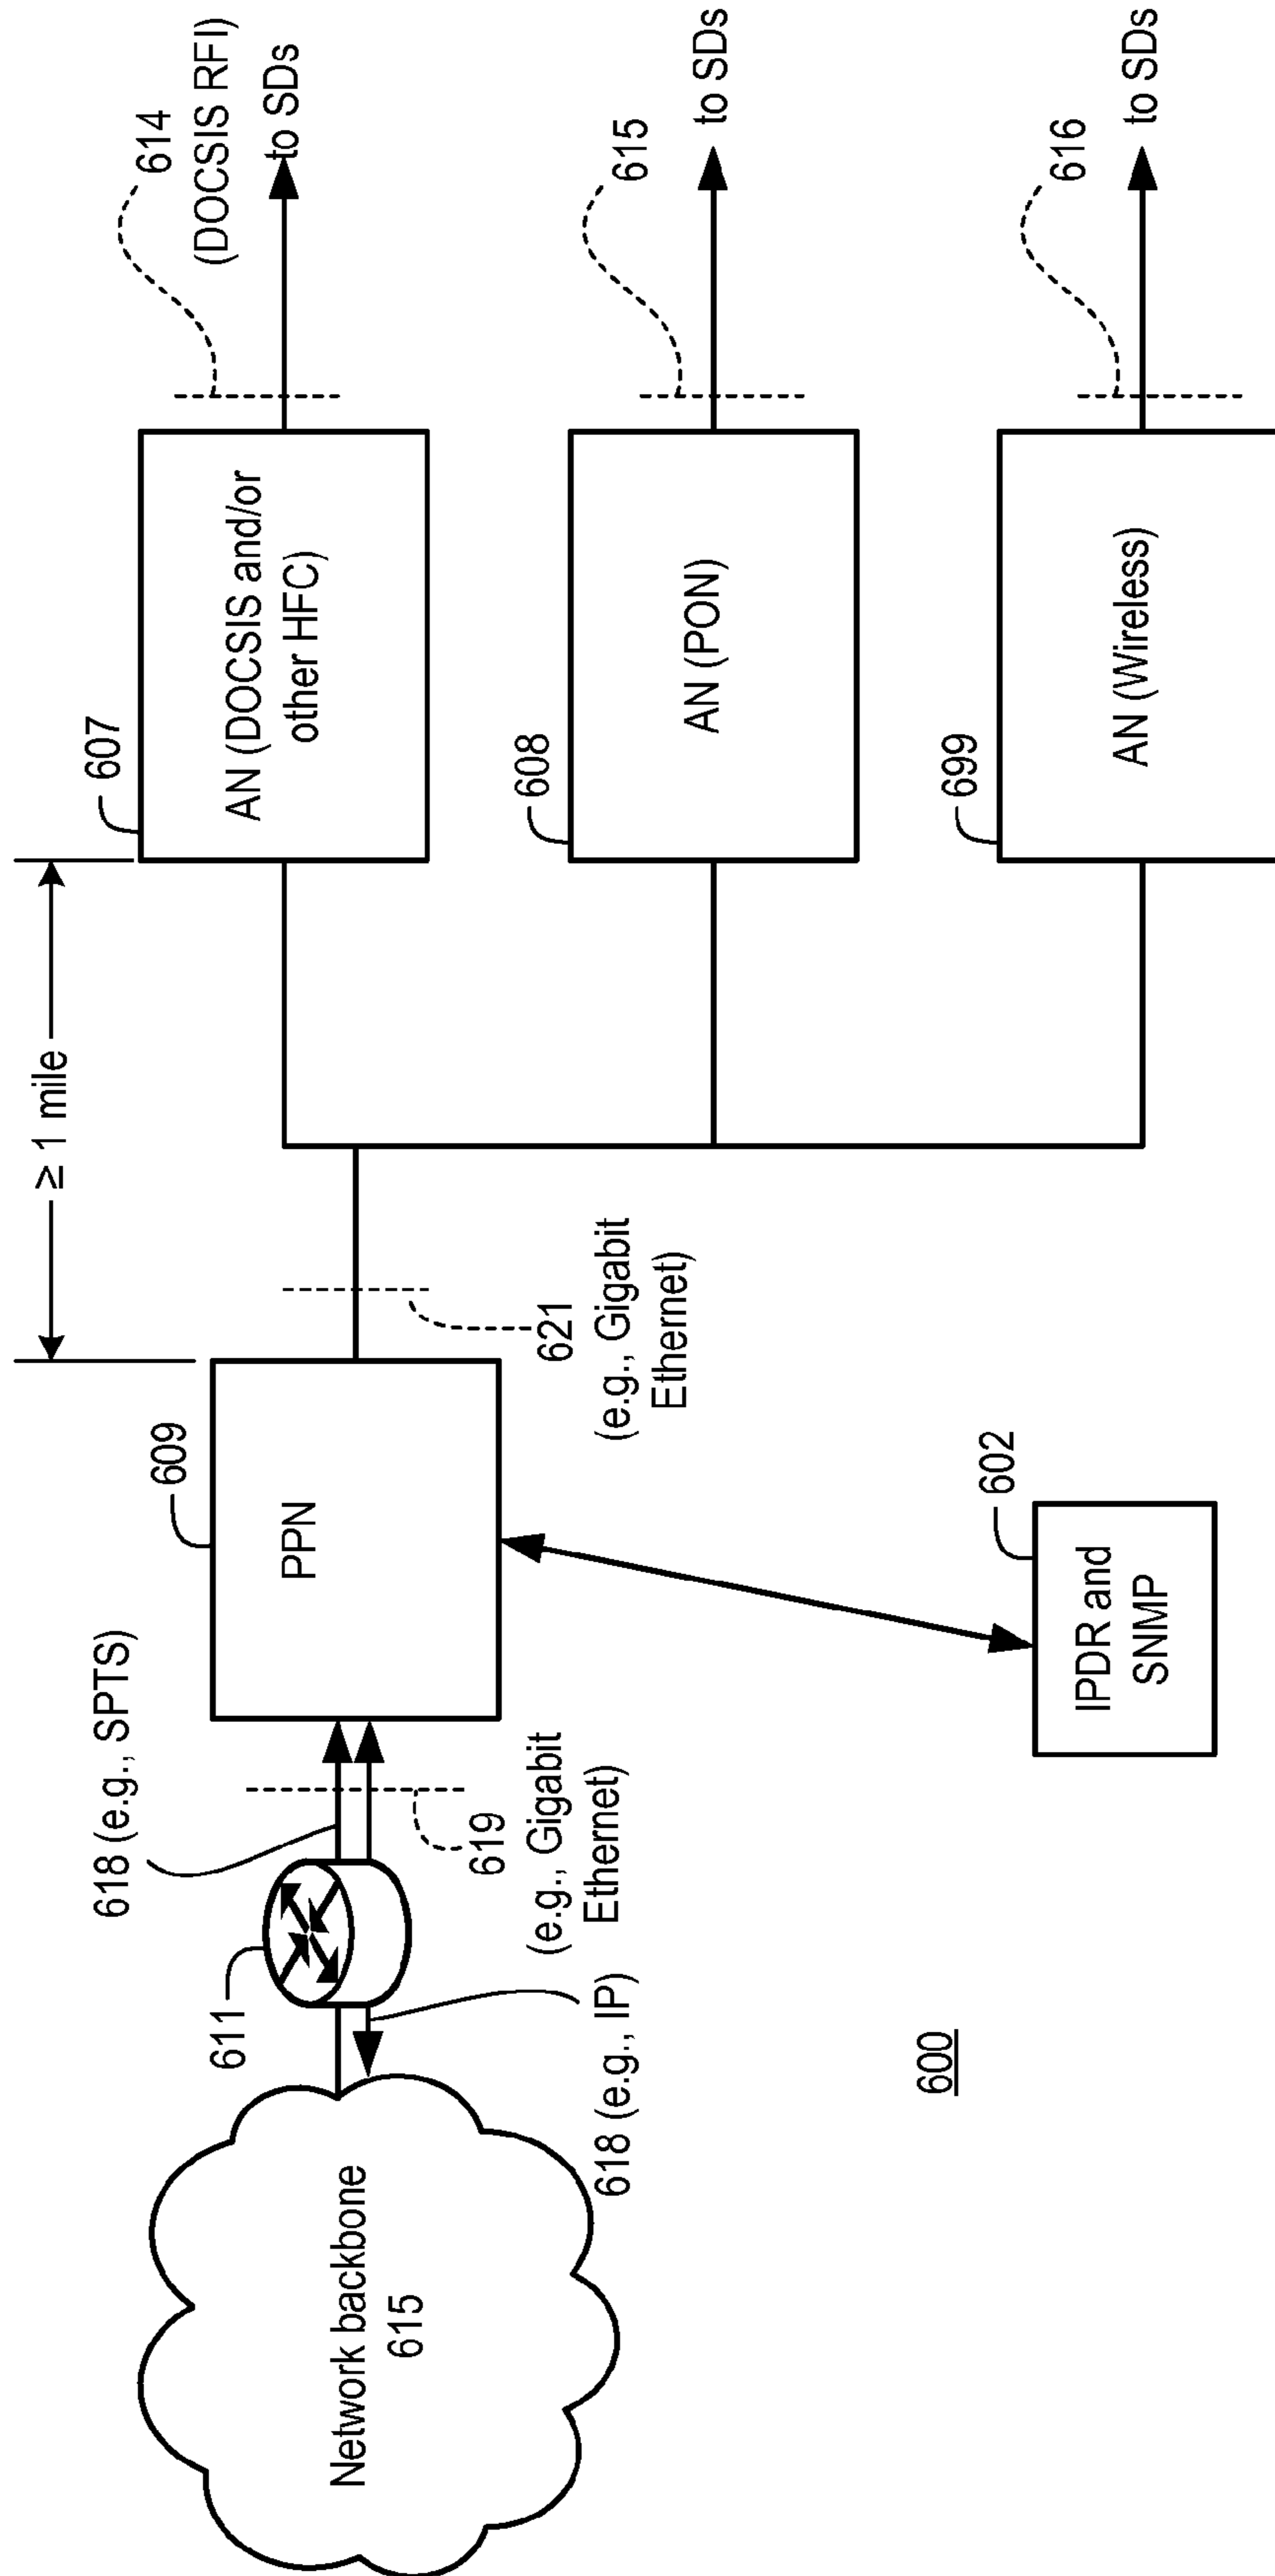 ≥ 1 mile
614
(DOCSIS RFI)
to SDs
607
AN (DOCSIS and/or
other HFC)
615
to SDs
608
AN (PON)
616
to SDs
699
AN (Wireless)
621
(e.g., Gigabit
Ethernet)
609
PPN
602
IPDR and
SNMP
618 (e.g., SPTS)
619
(e.g., Gigabit
Ethernet)
611
618 (e.g., IP)
Network backbone
615
600